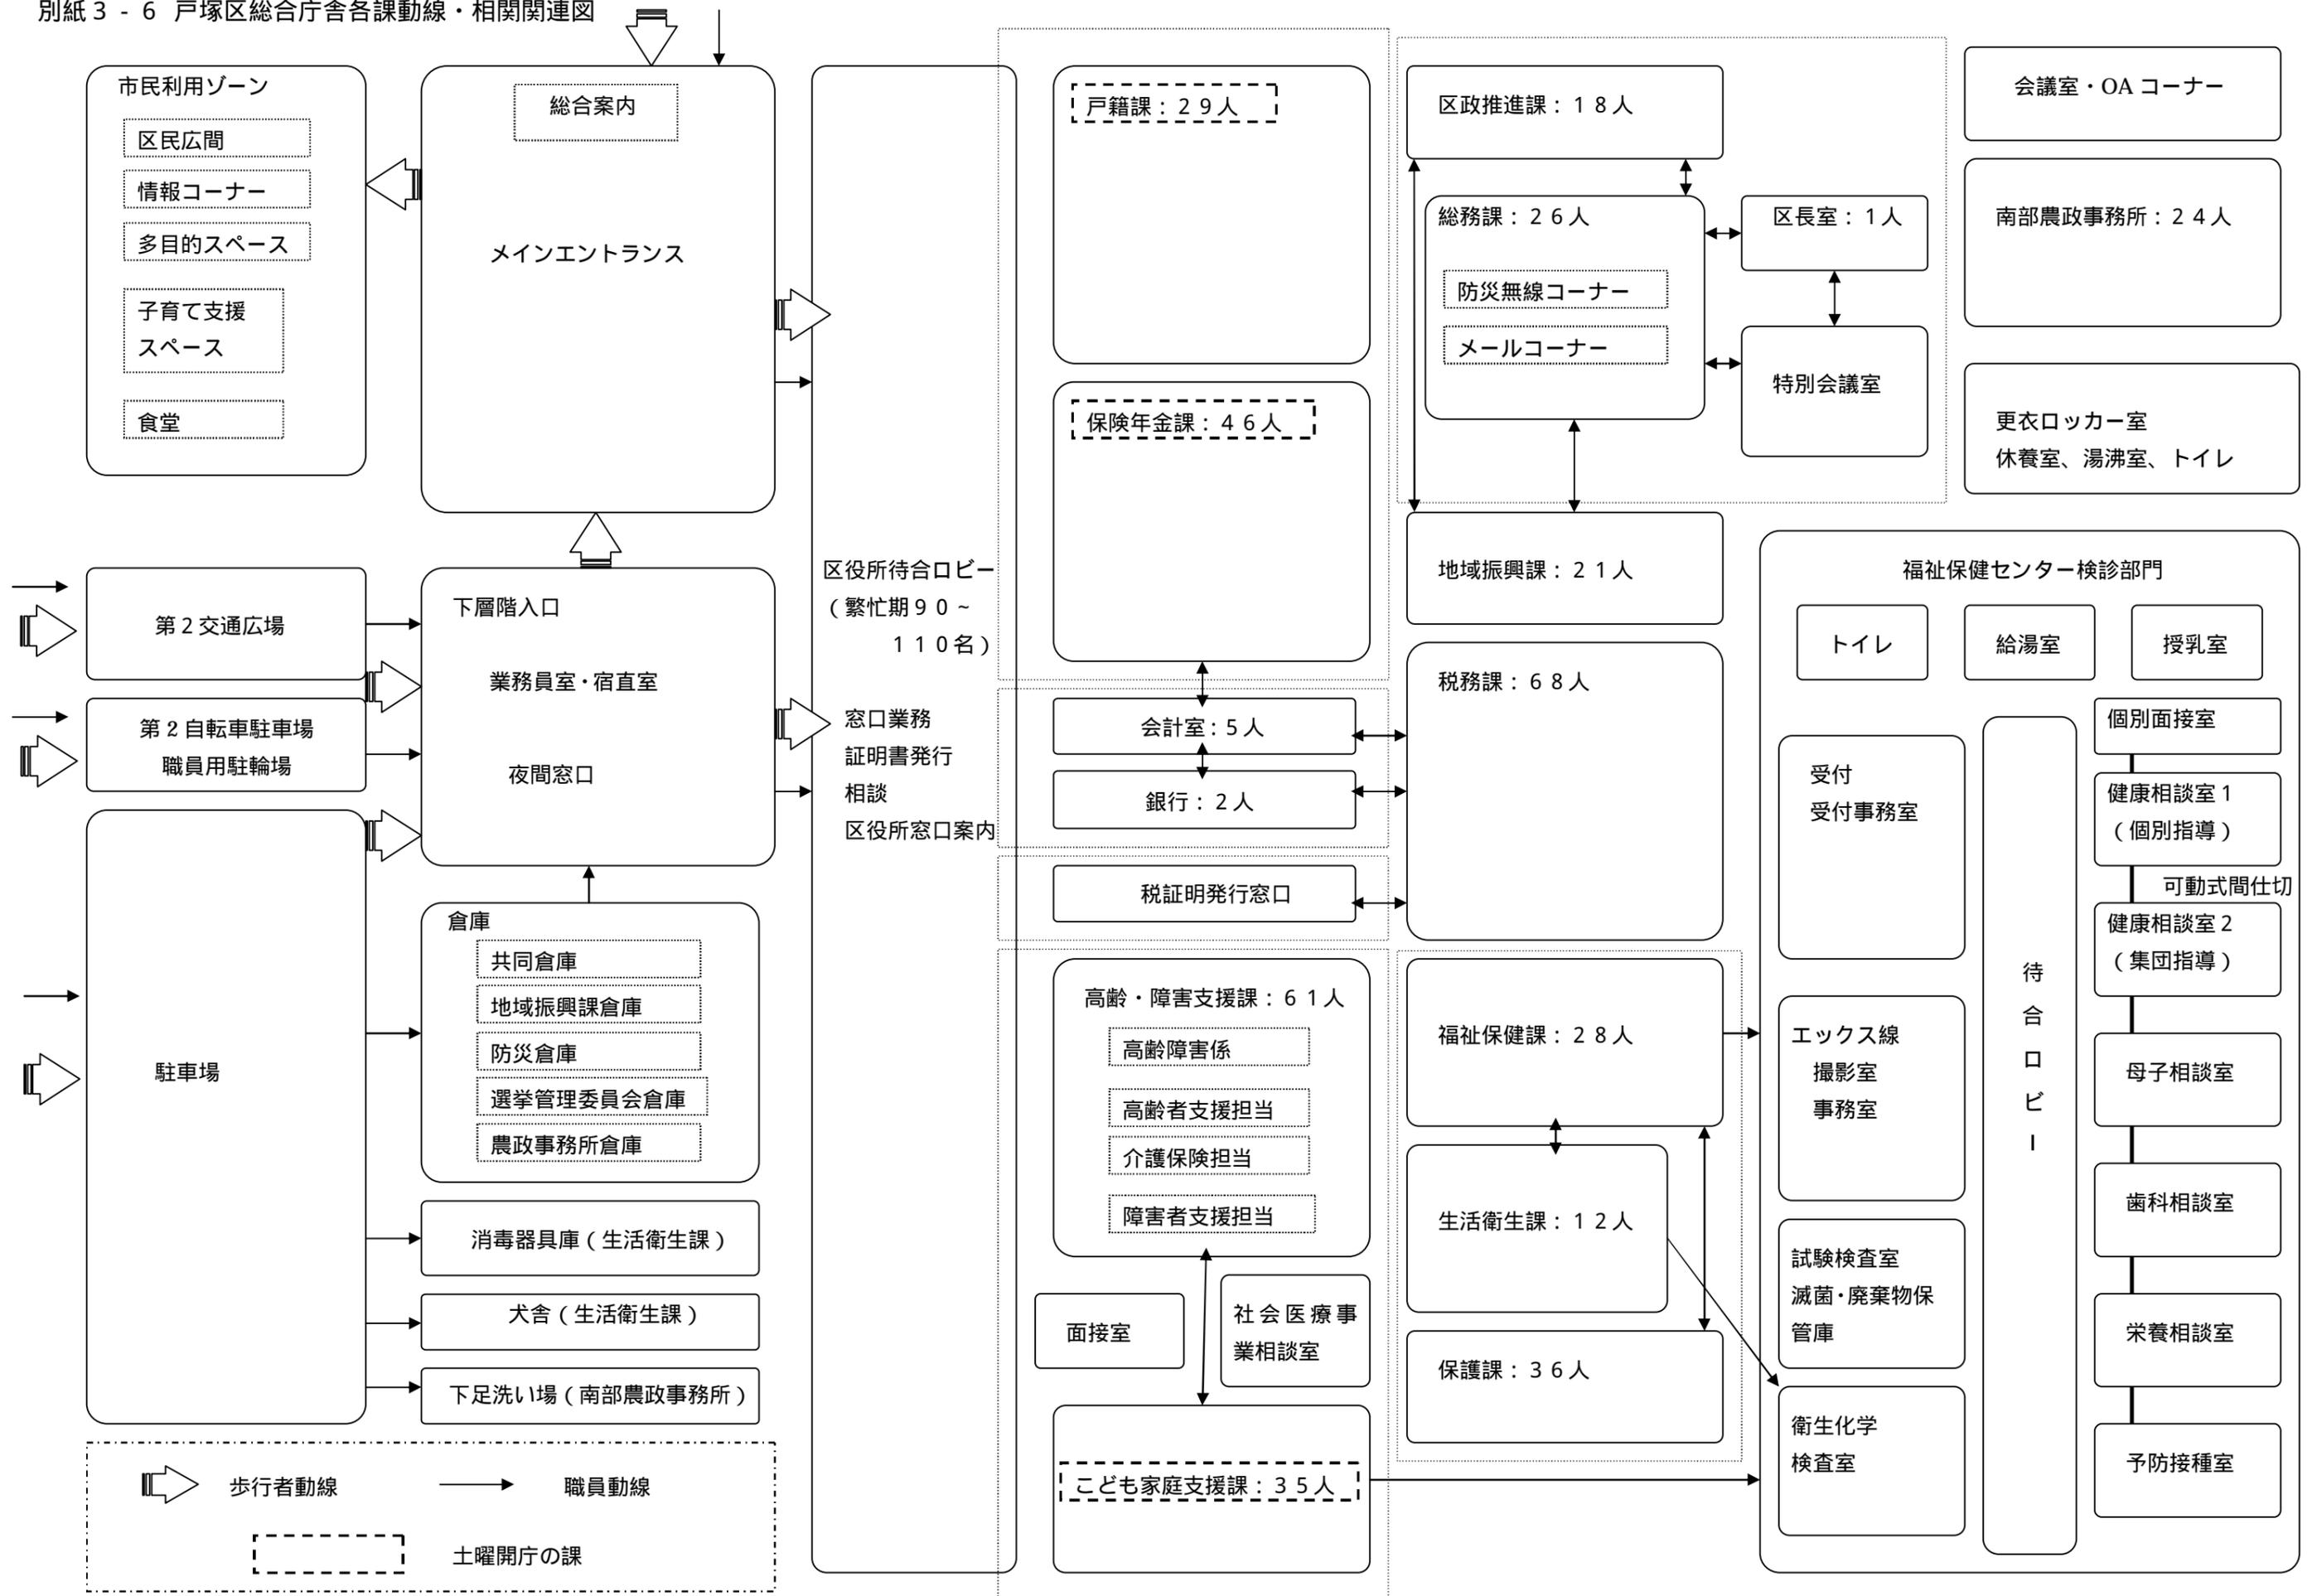 別紙３－６ 戸塚区総合庁舎各課動線・相関関連図
市民利用ゾーン
区民広間
情報コーナー
多目的スペース
子育て支援
スペース
食堂
総合案内
メインエントランス
第２交通広場
第２自転車駐車場
職員用駐輪場
駐車場
下層階入口
業務員室・宿直室
夜間窓口
倉庫
共同倉庫
地域振興課倉庫
防災倉庫
選挙管理委員会倉庫
農政事務所倉庫
消毒器具庫（生活衛生課）
犬舎（生活衛生課）
下足洗い場（南部農政事務所）
歩行者動線
職員動線
土曜開庁の課
区役所待合ロビー
（繁忙期９０~
１１０名）
窓口業務
証明書発行
相談
区役所窓口案内
戸籍課：２９人
保険年金課：４６人
会計室：５人
銀行：２人
税証明発行窓口
高齢・障害支援課：６１人
高齢障害係
高齢者支援担当
介護保険担当
障害者支援担当
面接室
社会医療事
業相談室
こども家庭支援課：３５人
区政推進課：１８人
総務課：２６人
防災無線コーナー
メールコーナー
区長室：１人
特別会議室
地域振興課：２１人
税務課：６８人
福祉保健課：２８人
生活衛生課：１２人
保護課：３６人
会議室・OA コーナー
南部農政事務所：２４人
更衣ロッカー室
休養室、湯沸室、トイレ
福祉保健センター検診部門
トイレ
給湯室
授乳室
受付
受付事務室
エックス線
撮影室
事務室
試験検査室
滅菌・廃棄物保
管庫
衛生化学
検査室
待
合
ロ
ビ
ー
個別面接室
健康相談室１
（個別指導）
可動式間仕切
健康相談室２
（集団指導）
母子相談室
歯科相談室
栄養相談室
予防接種室